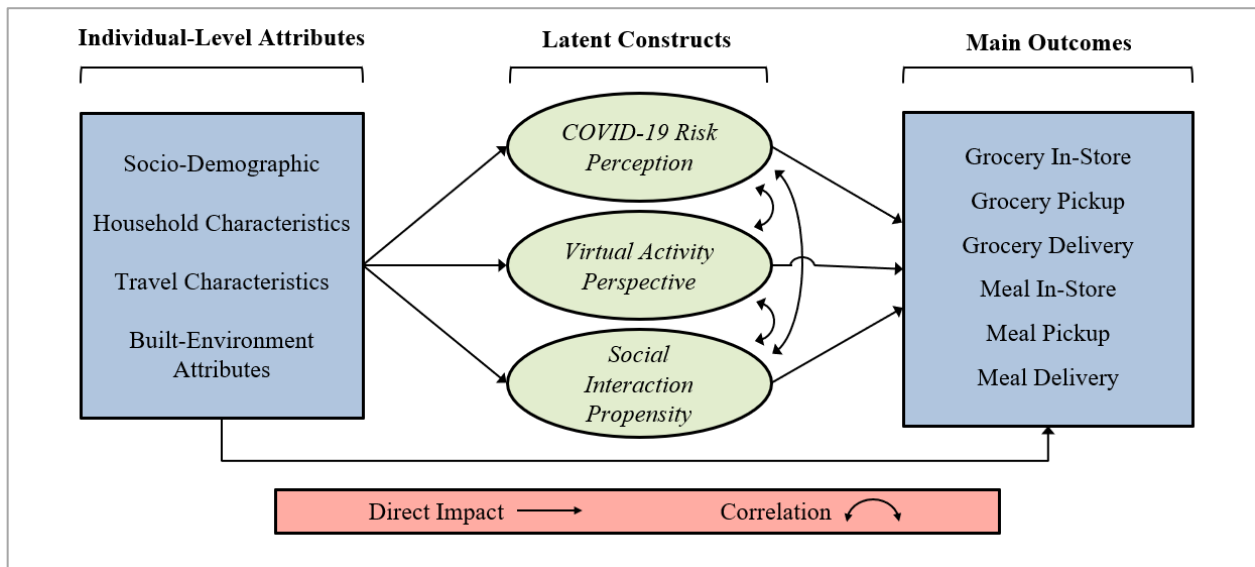 Individual-Level Attributes
Latent Constructs
Main Outcomes
Socio-Demographic
Household Characteristics
Travel Characteristics
Built-Environment
Attributes
COVID-19 Risk
Perception
Virtual Activity
Perspective
Social
Interaction
Propensity
Grocery In-Store
Grocery Pickup
Grocery Delivery
Meal In-Store
Meal Pickup
Meal Delivery
Direct Impact
Correlation